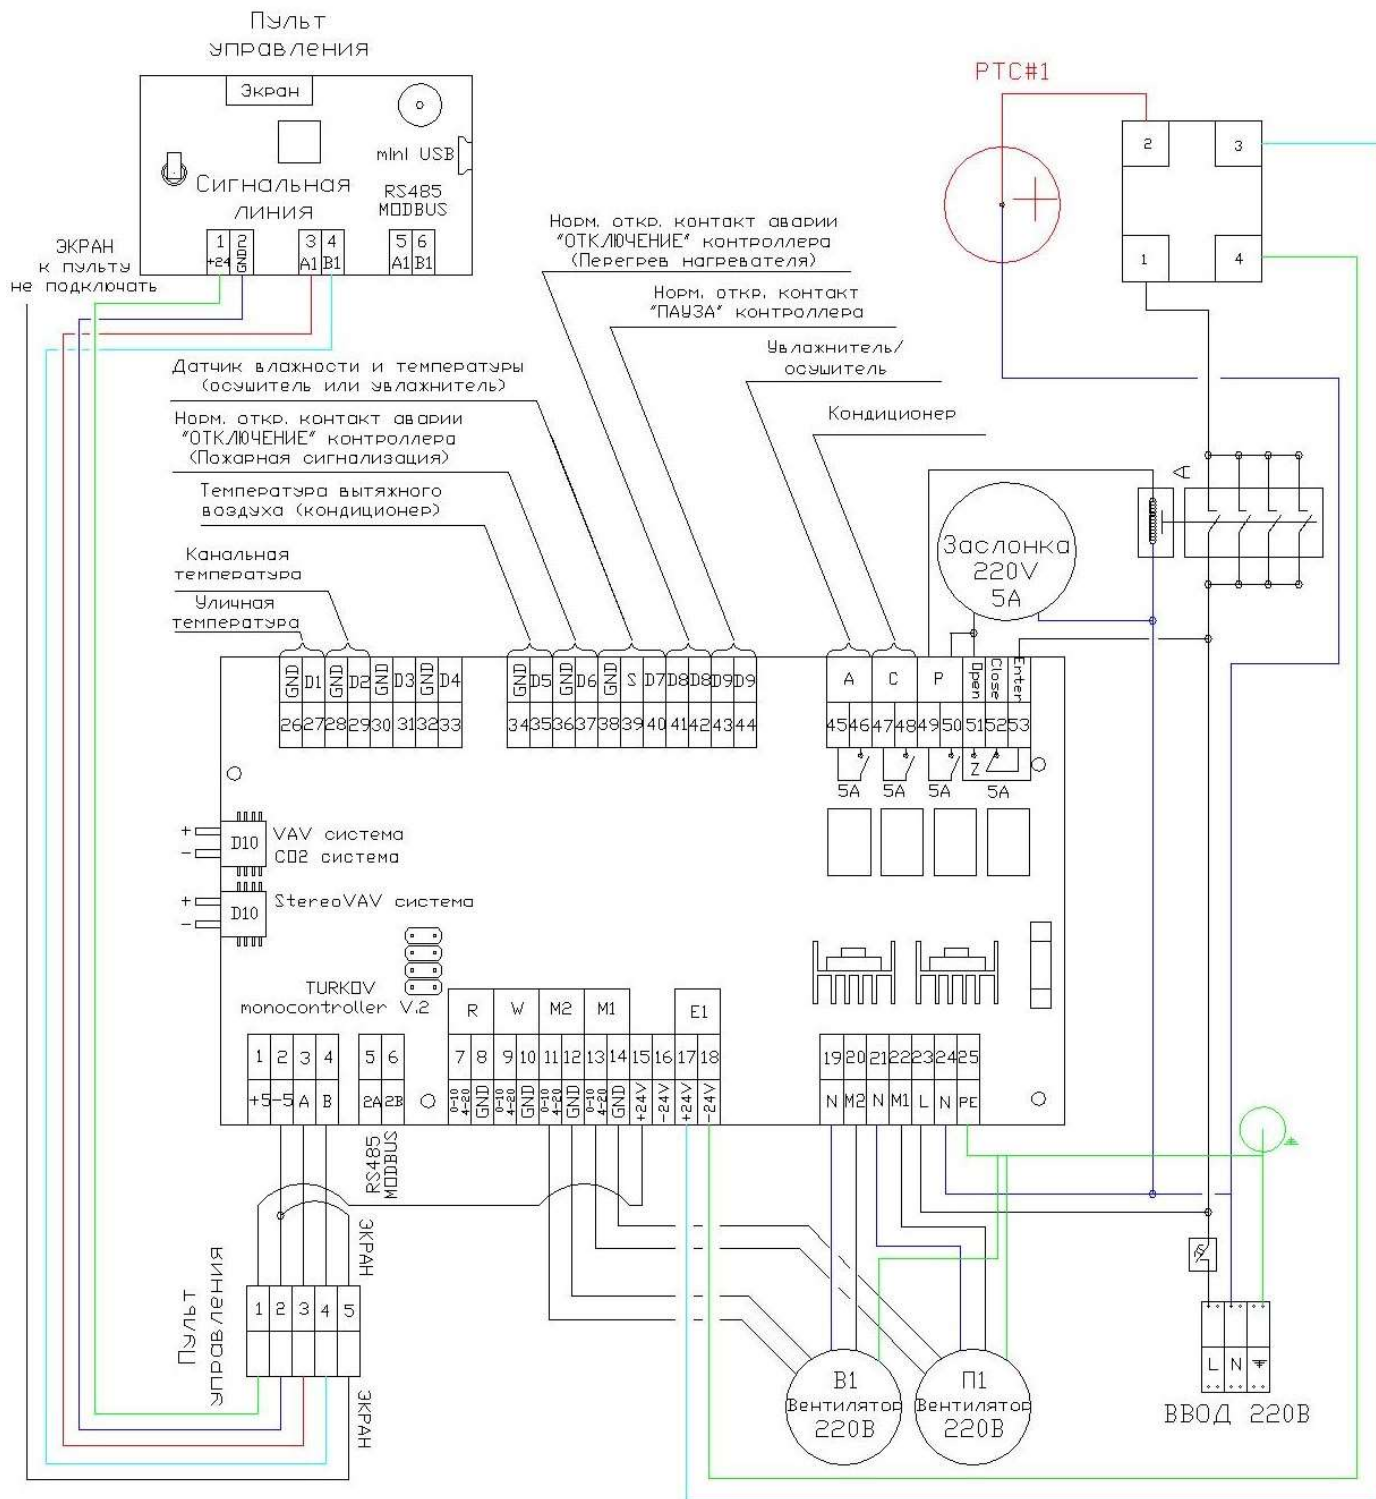 Пульт
управления
Экран
mini USB
Сигнальная
линия
RS485
MODBUS
1 2 3 4 5 6
+24 GND A1 B1 A1 B1
ЭКРАН
к пульту
не подключать
PTC#1
2 3
1 4
Норм. откр. контакт аварии
"ОТКЛЮЧЕНИЕ" контроллера
(Перегрев нагревателя)
Норм. откр. контакт
"ПАУЗА" контроллера
Увлажнитель/
осушитель
Кондиционер
Датчик влажности и температуры
(осушитель или увлажнитель)
Норм. откр. контакт аварии
"ОТКЛЮЧЕНИЕ" контроллера
(Пожарная сигнализация)
Температура вытяжного
воздуха (кондиционер)
Канальная
температура
Уличная
температура
A
Заслонка
220V
5A
GND D1 GND D2 GND D3 GND D4
26 27 28 29 30 31 32 33
GND D5 GND D6 GND S D7 D8 D8 D9 D9
34 35 36 37 38 39 40 41 42 43 44
A C P Open Close Enter
45 46 47 48 49 50 51 52 53
Z
5A 5A 5A 5A
+
-
D10
VAV система
CO2 система
+
-
D10
StereoVAV система
TURKOV
monocontroller V.2
R W M2 M1 E1
1 2 3 4 5 6
+5 -5 A B 2A 2B
7 8 9 10 11 12 13 14 15 16 17 18
0-10 4-20 GND 0-10 4-20 GND 0-10 4-20 GND 0-10 4-20 GND +24V -24V +24V -24V
19 20 21 22 23 24 25
N M2 N M1 L N PE
RS485
MODBUS
ЭКРАН
Пульт
управления
1 2 3 4 5
ЭКРАН
В1
Вентилятор
220В
П1
Вентилятор
220В
L N
ВВОД 220В